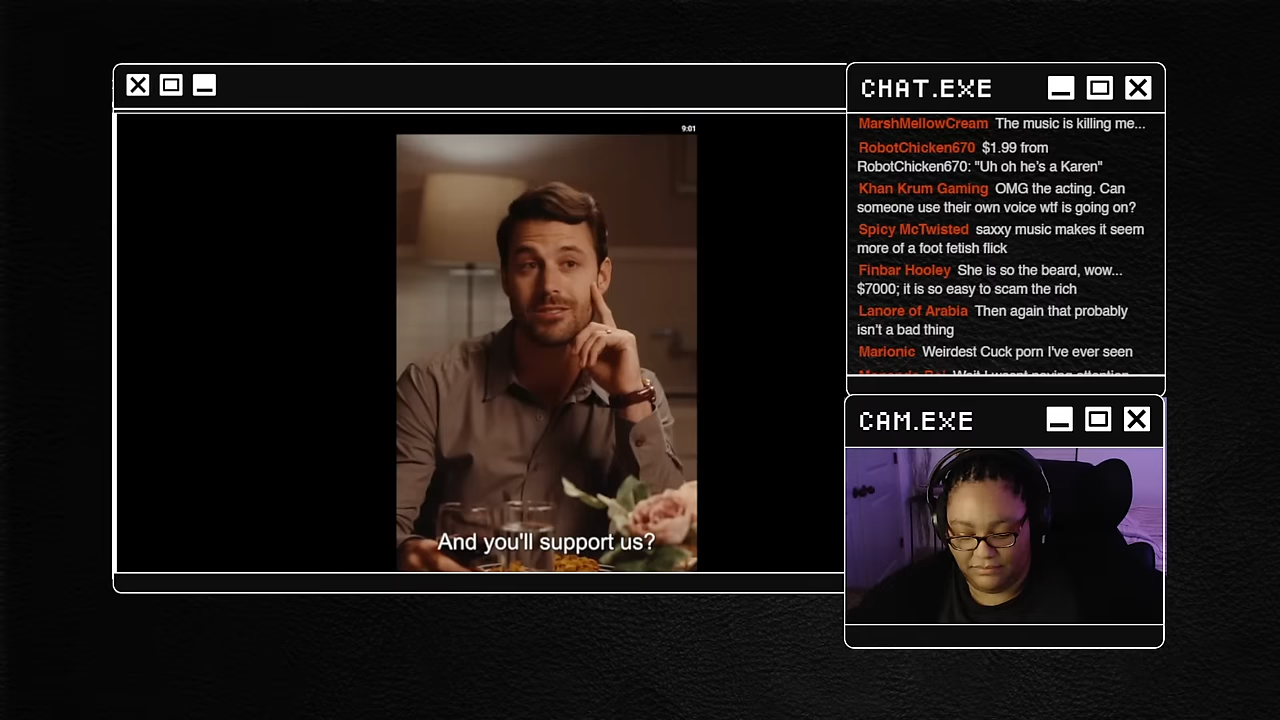 9:01
And you'll support us?
CHAT.EXE
MarshMellowCream The music is killing me...
RobotChicken670 $1.99 from
RobotChicken670: "Uh oh he's a Karen"
Khan Krum Gaming OMG the acting. Can
someone use their own voice wtf is going on?
Spicy McTwisted saxxy music makes it seem
more of a foot fetish flick
Finbar Hooley She is so the beard, wow...
$7000; it is so easy to scam the rich
Lanore of Arabia Then again that probably
isn't a bad thing
Marionic Weirdest Cuck porn I've ever seen
Wait I wasnt paying attention
CAM.EXE